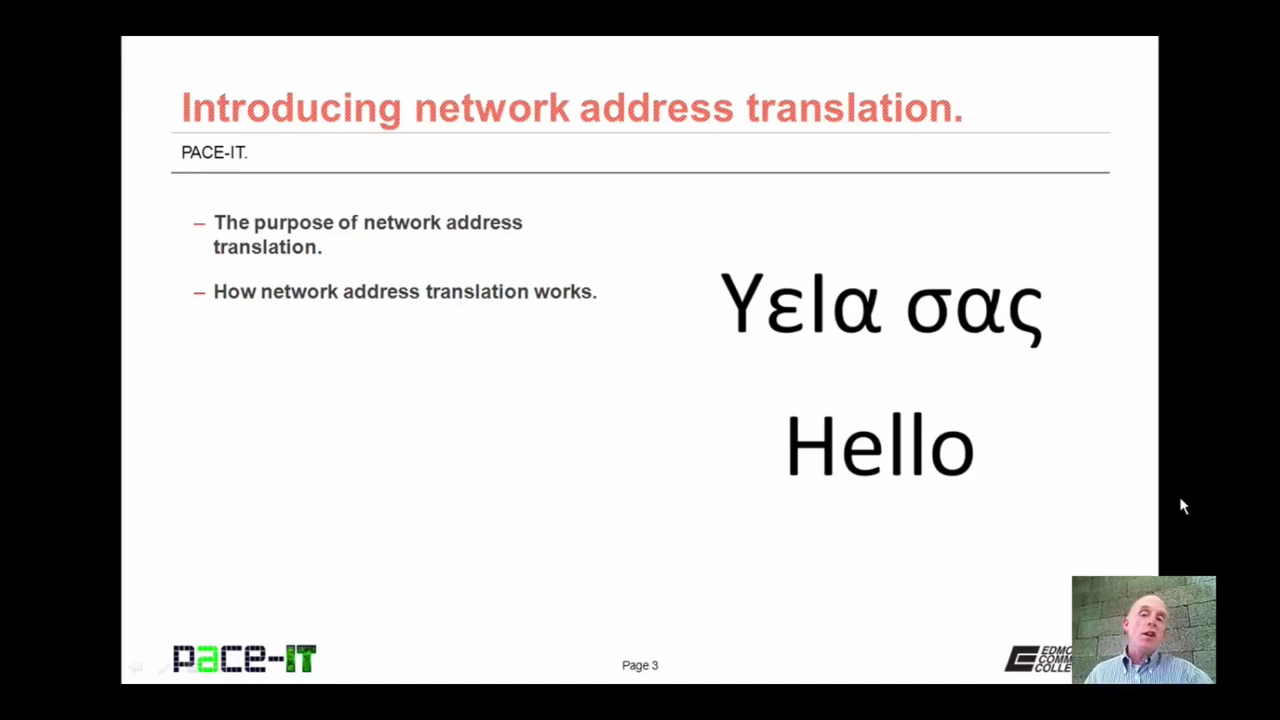 Introducing network address translation.
PACE-IT.
– The purpose of network address
translation.
– How network address translation works.
Υεια σας
Hello
pace-IT
Page 3